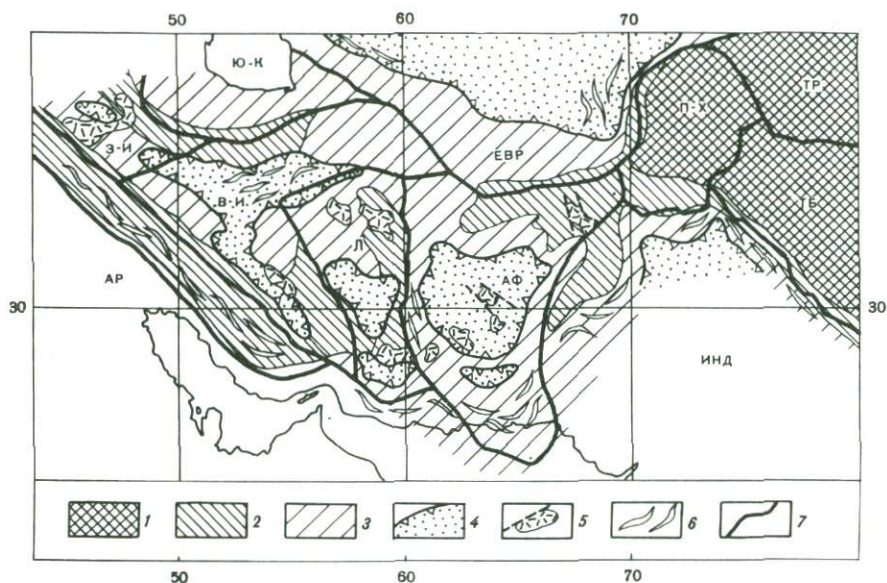 50 60 70
Ю-К
П-Х
ТР
З-И
ЕВР
В-И
ТБ
Л
АР
АФ
30 30
ИНД
1 2 3 4 5 6 7
50 60 70